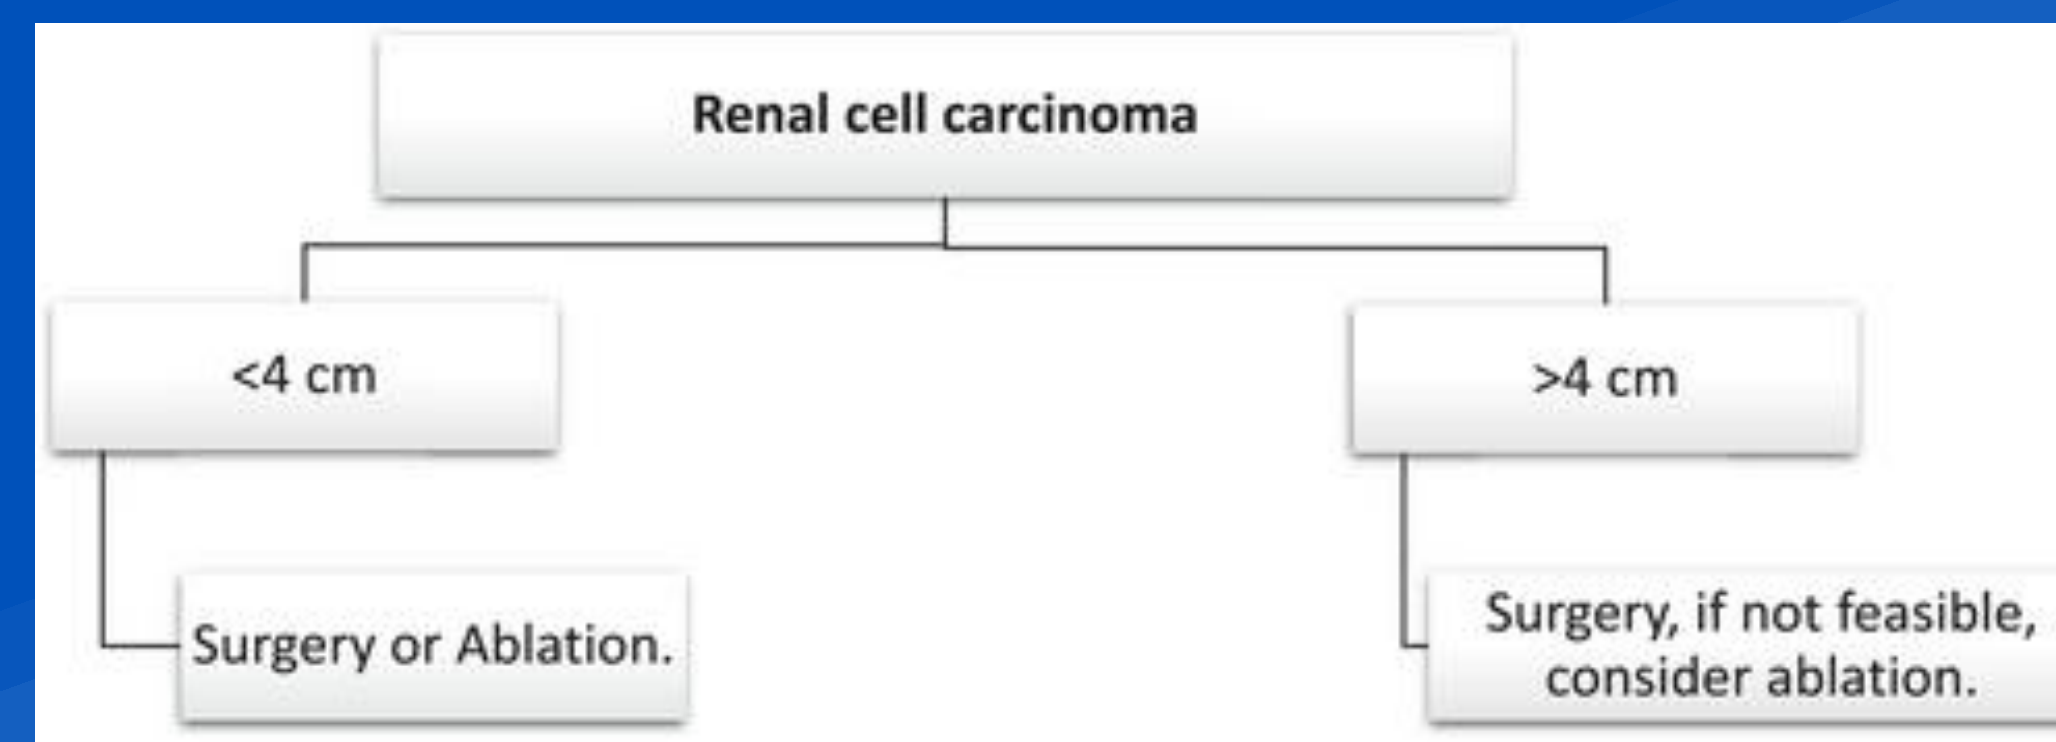 Renal cell carcinoma
<4 cm
>4 cm
Surgery or Ablation.
Surgery, if not feasible,
consider ablation.